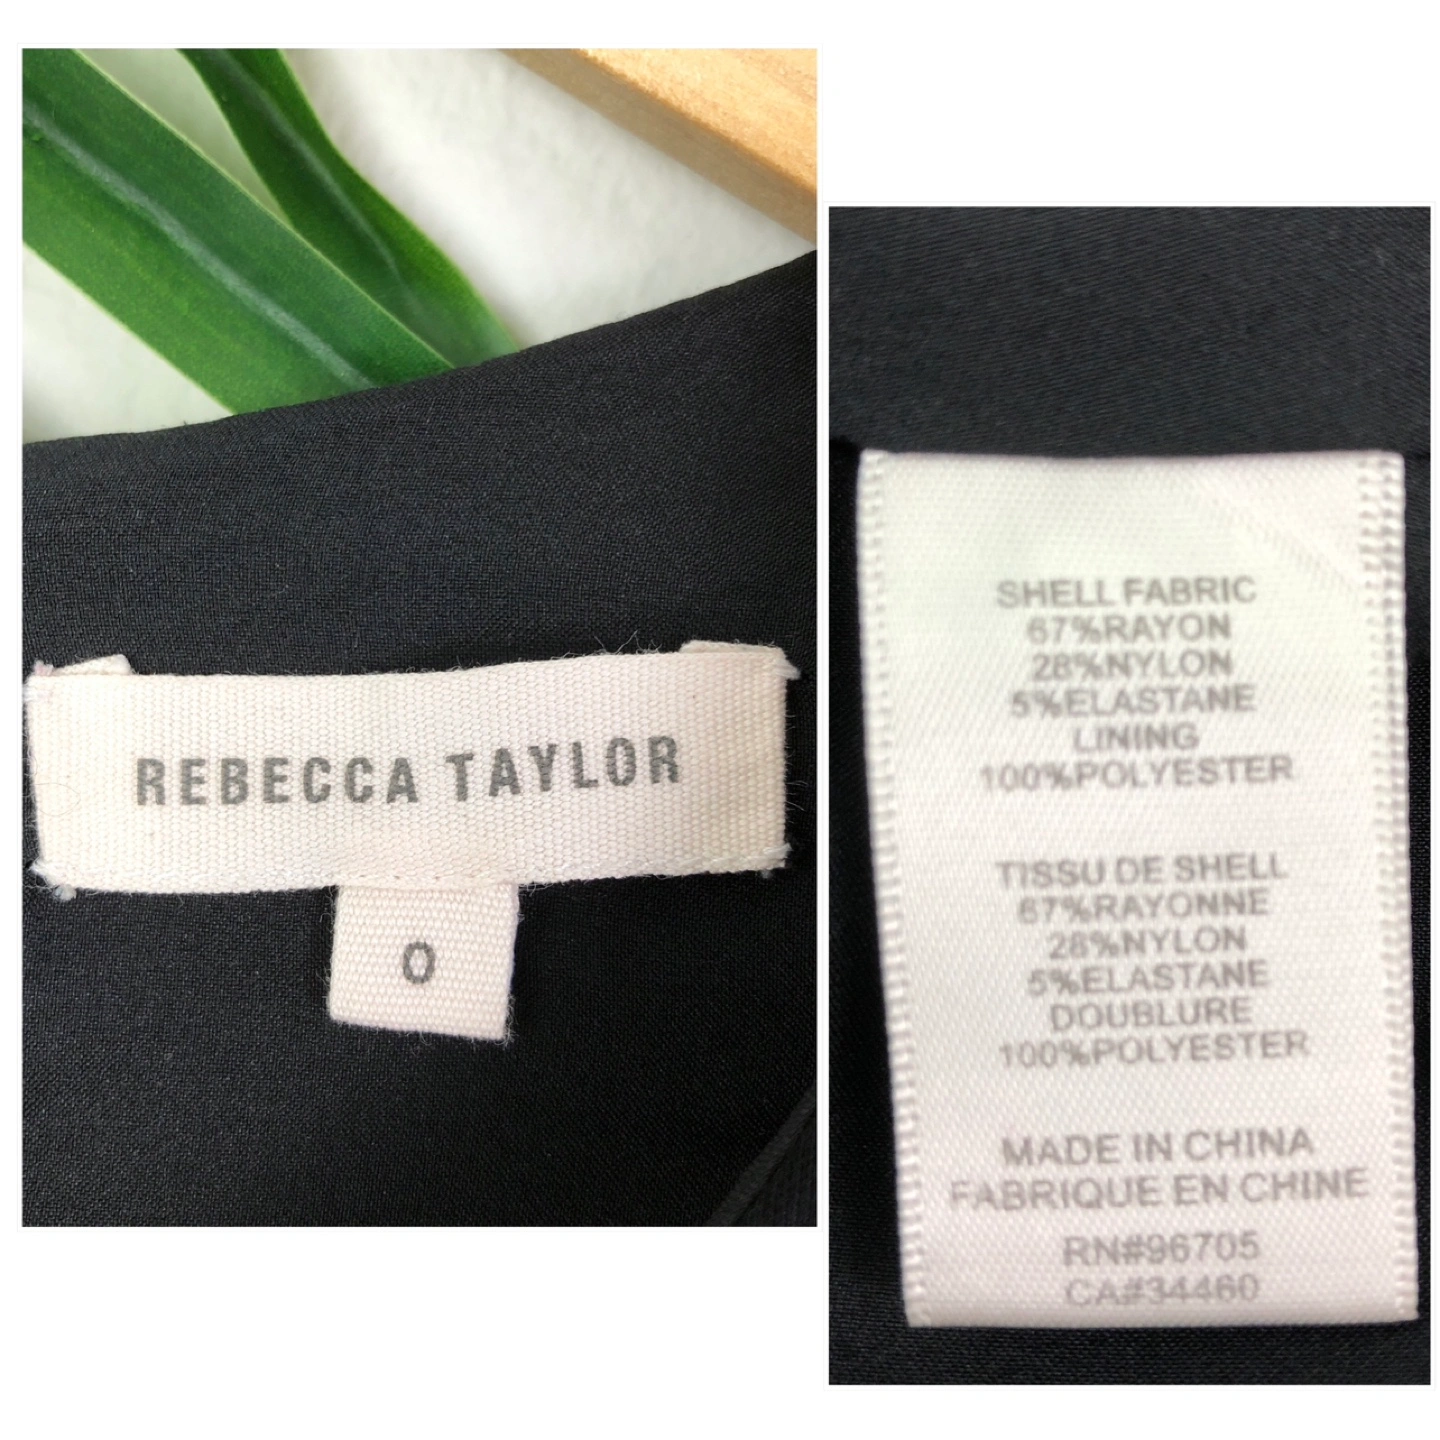 REBECCA TAYLOR
0
SHELL FABRIC
67%RAYON
28%NYLON
5%ELASTANE
LINING
100%POLYESTER
TISSU DE SHELL
67%RAYONNE
28%NYLON
5%ELASTANE
DOUBLURE
100%POLYESTER
MADE IN CHINA
FABRIQUE EN CHINE
RN#96705
CA#34460